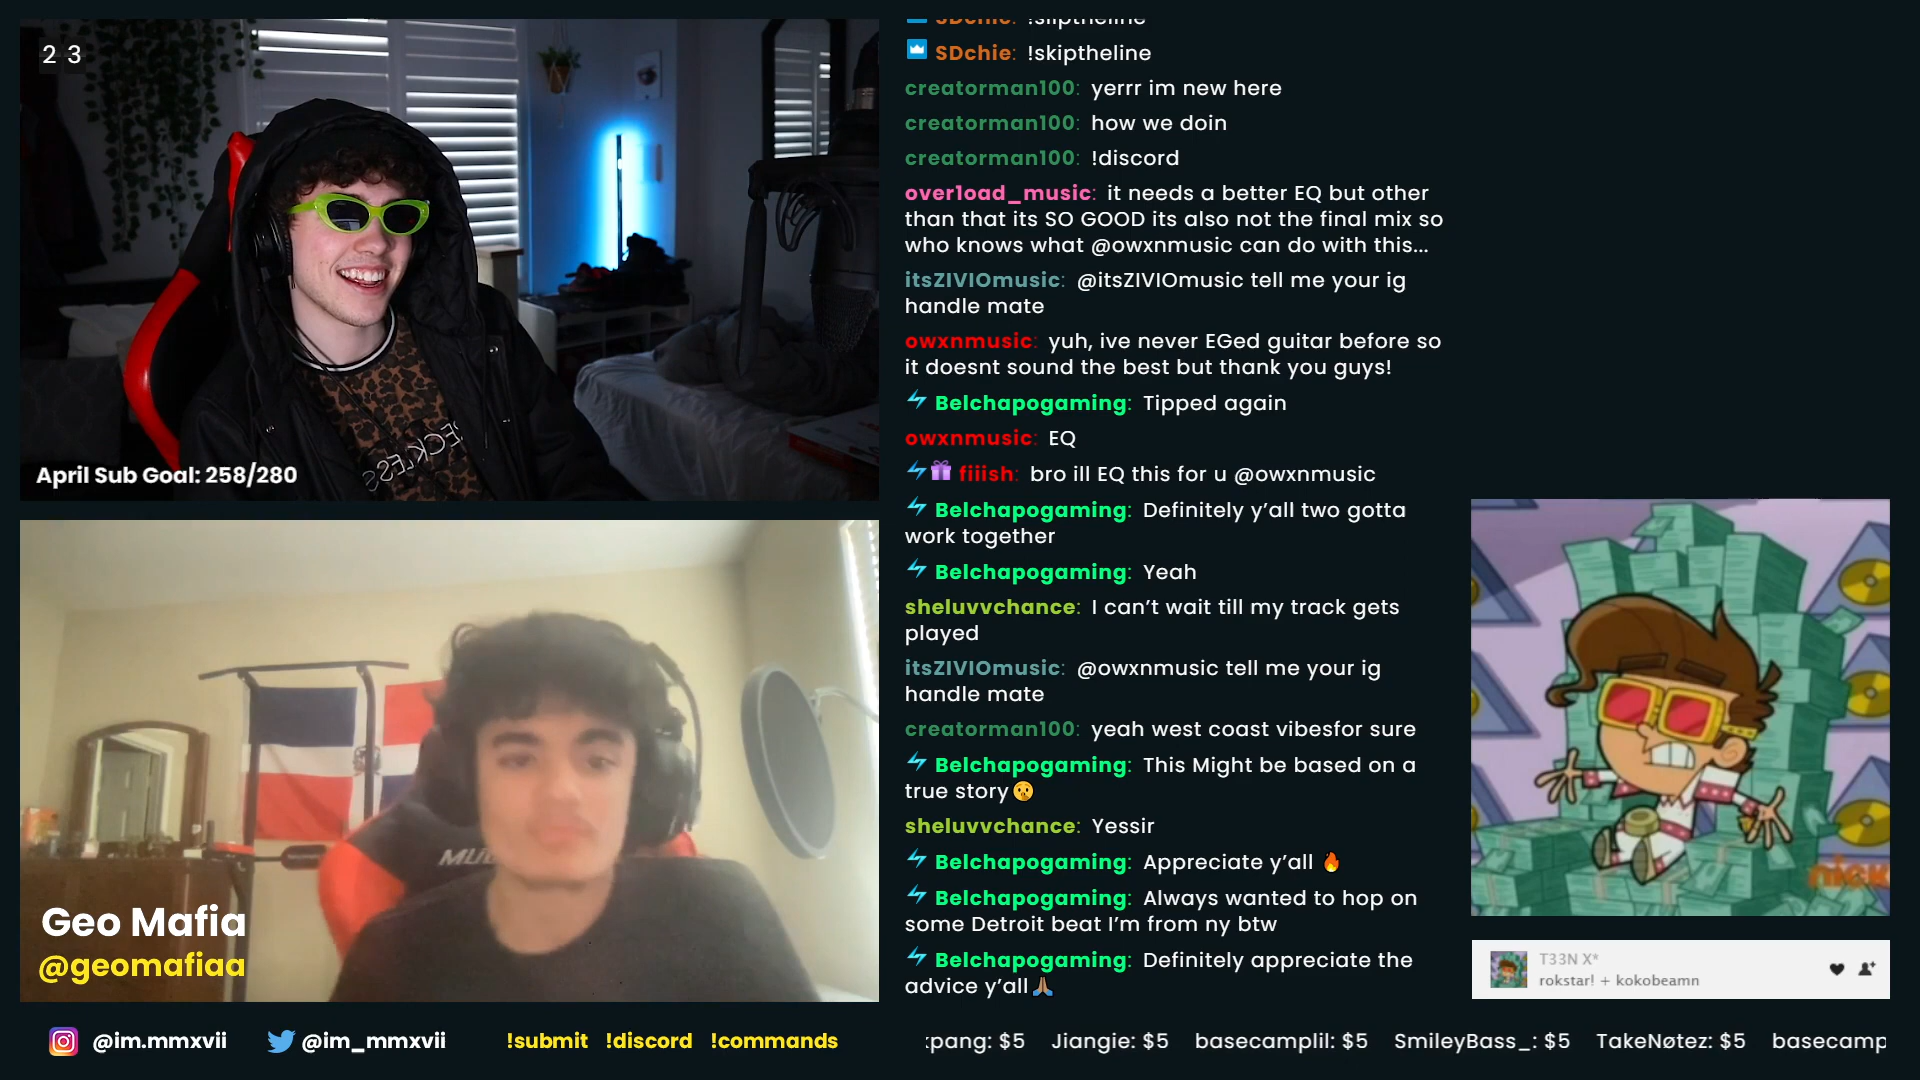 2 3
April Sub Goal: 258/280
Geo Mafia
@geomafiaa
@im.mmxvii
@im_mmxvii
!submit !discord !commands
SDchie: !skiptheline
SDchie: !skiptheline
creatorman100: yerrr im new here
creatorman100: how we doin
creatorman100: !discord
over1oad_music: it needs a better EQ but other
than that its SO GOOD its also not the final mix so
who knows what @owxnmusic can do with this...
itsZIVIOmusic: @itsZIVIOmusic tell me your ig
handle mate
owxnmusic: yuh, ive never EGed guitar before so
it doesnt sound the best but thank you guys!
Belchapogaming: Tipped again
owxnmusic: EQ
fiiish: bro ill EQ this for u @owxnmusic
Belchapogaming: Definitely y’all two gotta
work together
Belchapogaming: Yeah
sheluvvchance: I can’t wait till my track gets
played
itsZIVIOmusic: @owxnmusic tell me your ig
handle mate
creatorman100: yeah west coast vibesfor sure
Belchapogaming: This Might be based on a
true story🤫
sheluvvchance: Yessir
Belchapogaming: Appreciate y’all 🔥
Belchapogaming: Always wanted to hop on
some Detroit beat I’m from ny btw
Belchapogaming: Definitely appreciate the
advice y’all🙏🏽
nick
T33N X*
rokstar! + kokobeamn
kpang: $5 Jiangie: $5 basecamplil: $5 SmileyBass_: $5 TakeNøtez: $5 basecamp